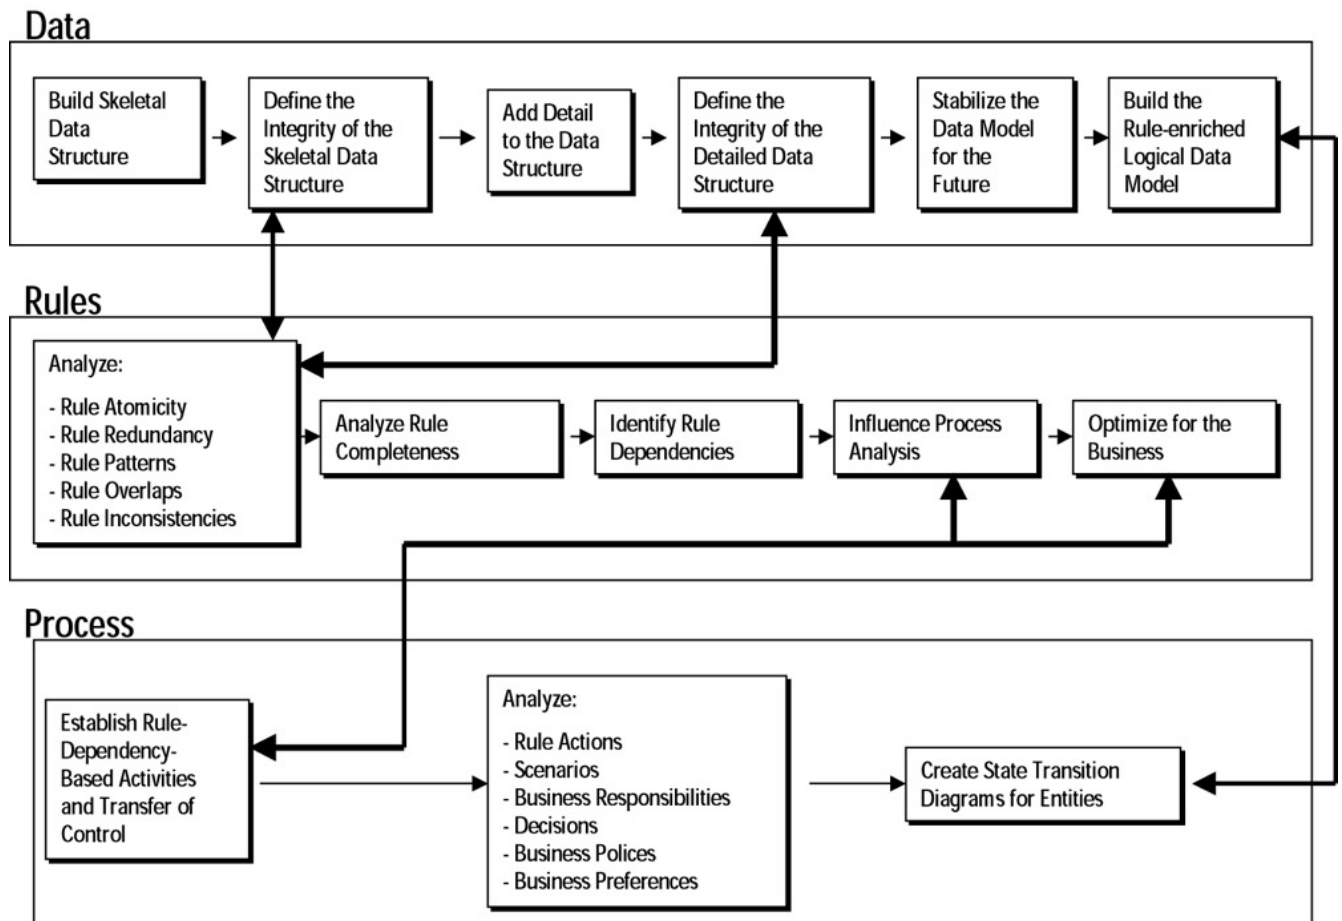 Data
Build Skeletal
Data
Structure
Define the
Integrity of the
Skeletal Data
Structure
Add Detail
to the Data
Structure
Define the
Integrity of the
Detailed Data
Structure
Stabilize the
Data Model
for the
Future
Build the
Rule-enriched
Logical Data
Model
Rules
Analyze:
- Rule Atomicity
- Rule Redundancy
- Rule Patterns
- Rule Overlaps
- Rule Inconsistencies
Analyze Rule
Completeness
Identify Rule
Dependencies
Influence Process
Analysis
Optimize for the
Business
Process
Establish Rule-
Dependency-
Based Activities
and Transfer of
Control
Analyze:
- Rule Actions
- Scenarios
- Business Responsibilities
- Decisions
- Business Polices
- Business Preferences
Create State Transition
Diagrams for Entities